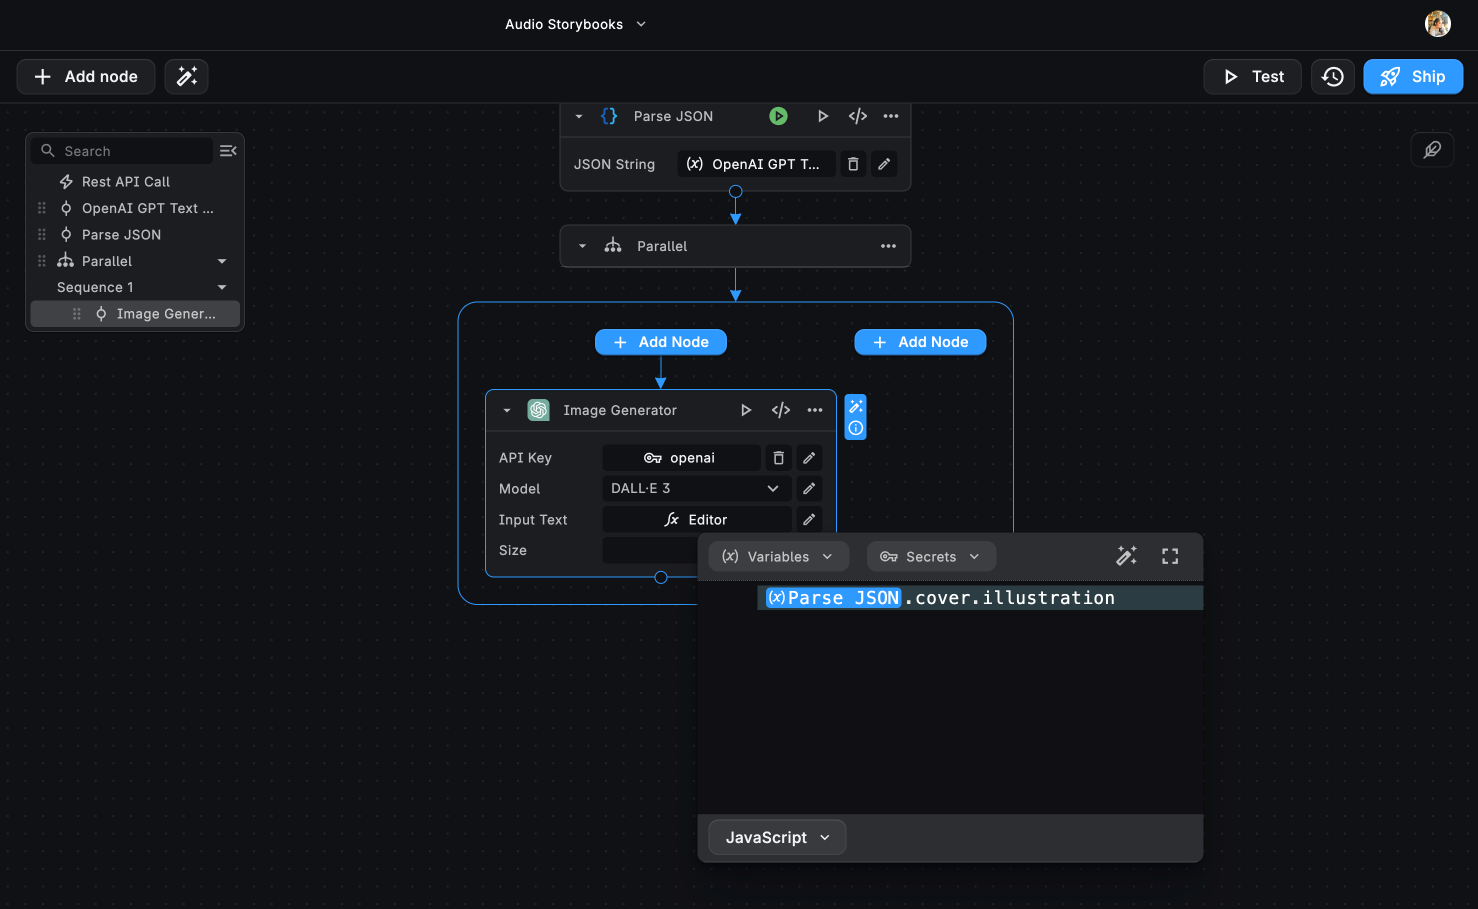 Audio Storybooks
Add node
Test
Ship
Search
Rest API Call
OpenAI GPT Text ...
Parse JSON
Parallel
Sequence 1
Image Gener...
Parse JSON
JSON String
(x) OpenAI GPT T...
Parallel
Add Node
Add Node
Image Generator
API Key
openai
Model
DALL·E 3
Input Text
fx Editor
Size
(x) Variables
Secrets
(x)Parse JSON.cover.illustration
JavaScript